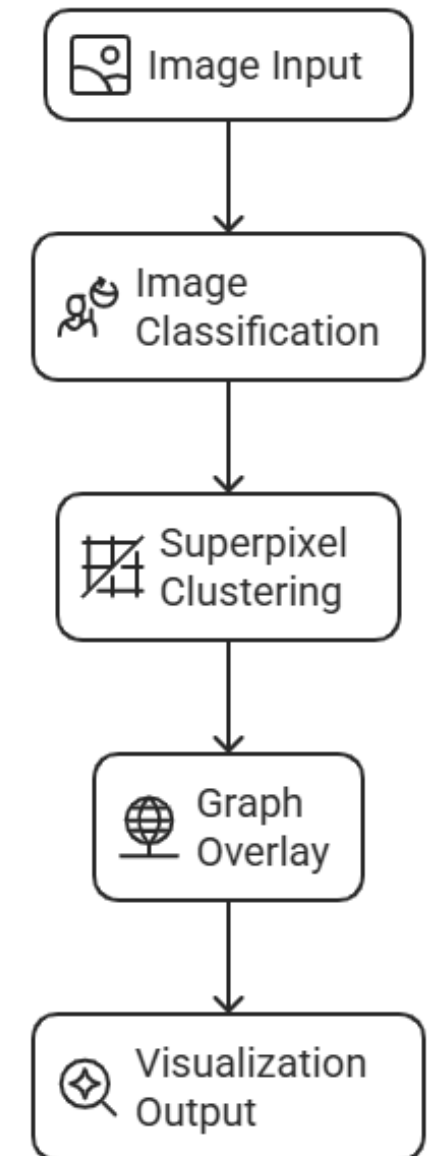 Image Input
Image
Classification
Superpixel
Clustering
Graph
Overlay
Visualization
Output